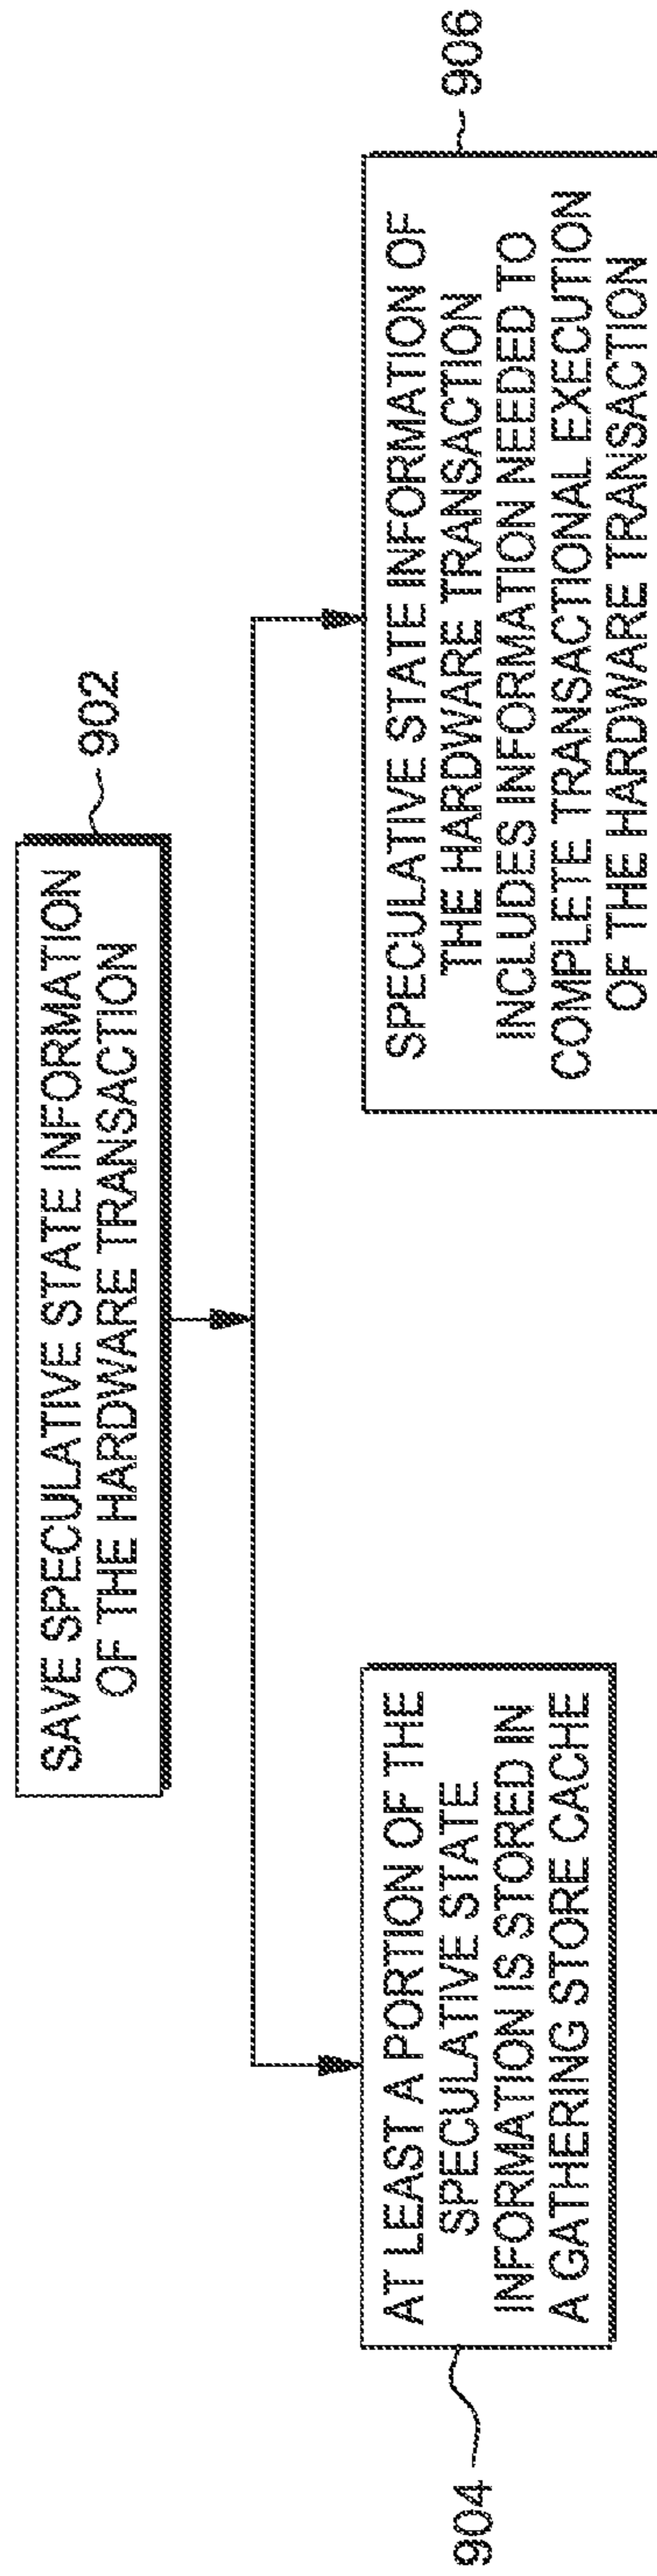 SAVE SPECULATIVE STATE INFORMATION
OF THE HARDWARE TRANSACTION
902
AT LEAST A PORTION OF THE
SPECULATIVE STATE
INFORMATION IS STORED IN
A GATHERING STORE CACHE
904
SPECULATIVE STATE INFORMATION OF
THE HARDWARE TRANSACTION
INCLUDES INFORMATION NEEDED TO
COMPLETE TRANSACTIONAL EXECUTION
OF THE HARDWARE TRANSACTION
906